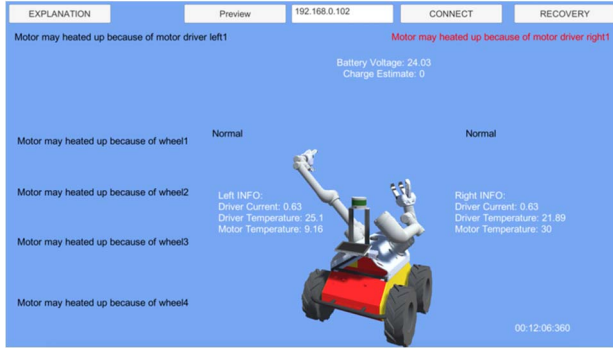 EXPLANATION
Preview
192.168.0.102
CONNECT
RECOVERY
Motor may heated up because of motor driver left1
Motor may heated up because of motor driver right1
Battery Voltage: 24.03
Charge Estimate: 0
Motor may heated up because of wheel1
Normal
Normal
Motor may heated up because of wheel2
Left INFO:
Driver Current: 0.63
Driver Temperature: 25.1
Motor Temperature: 9.16
Right INFO:
Driver Current: 0.63
Driver Temperature: 21.89
Motor Temperature: 30
Motor may heated up because of wheel3
Motor may heated up because of wheel4
00:12:06:360